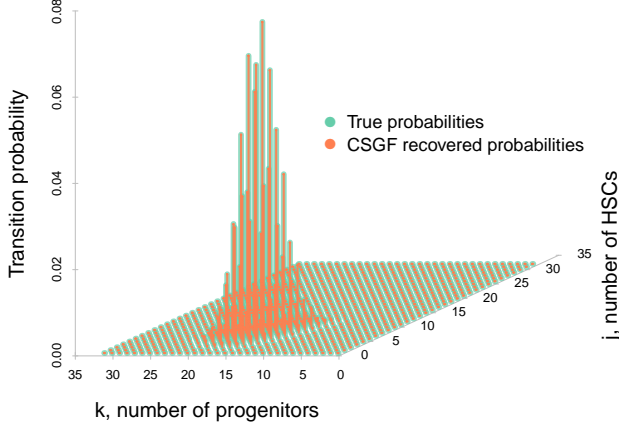 0.08
0.06
0.04
0.02
0.00
Transition probability
True probabilities
CSGF recovered probabilities
35
30
25
20
15
10
5
0
j, number of HSCs
35 30 25 20 15 10 5 0
k, number of progenitors